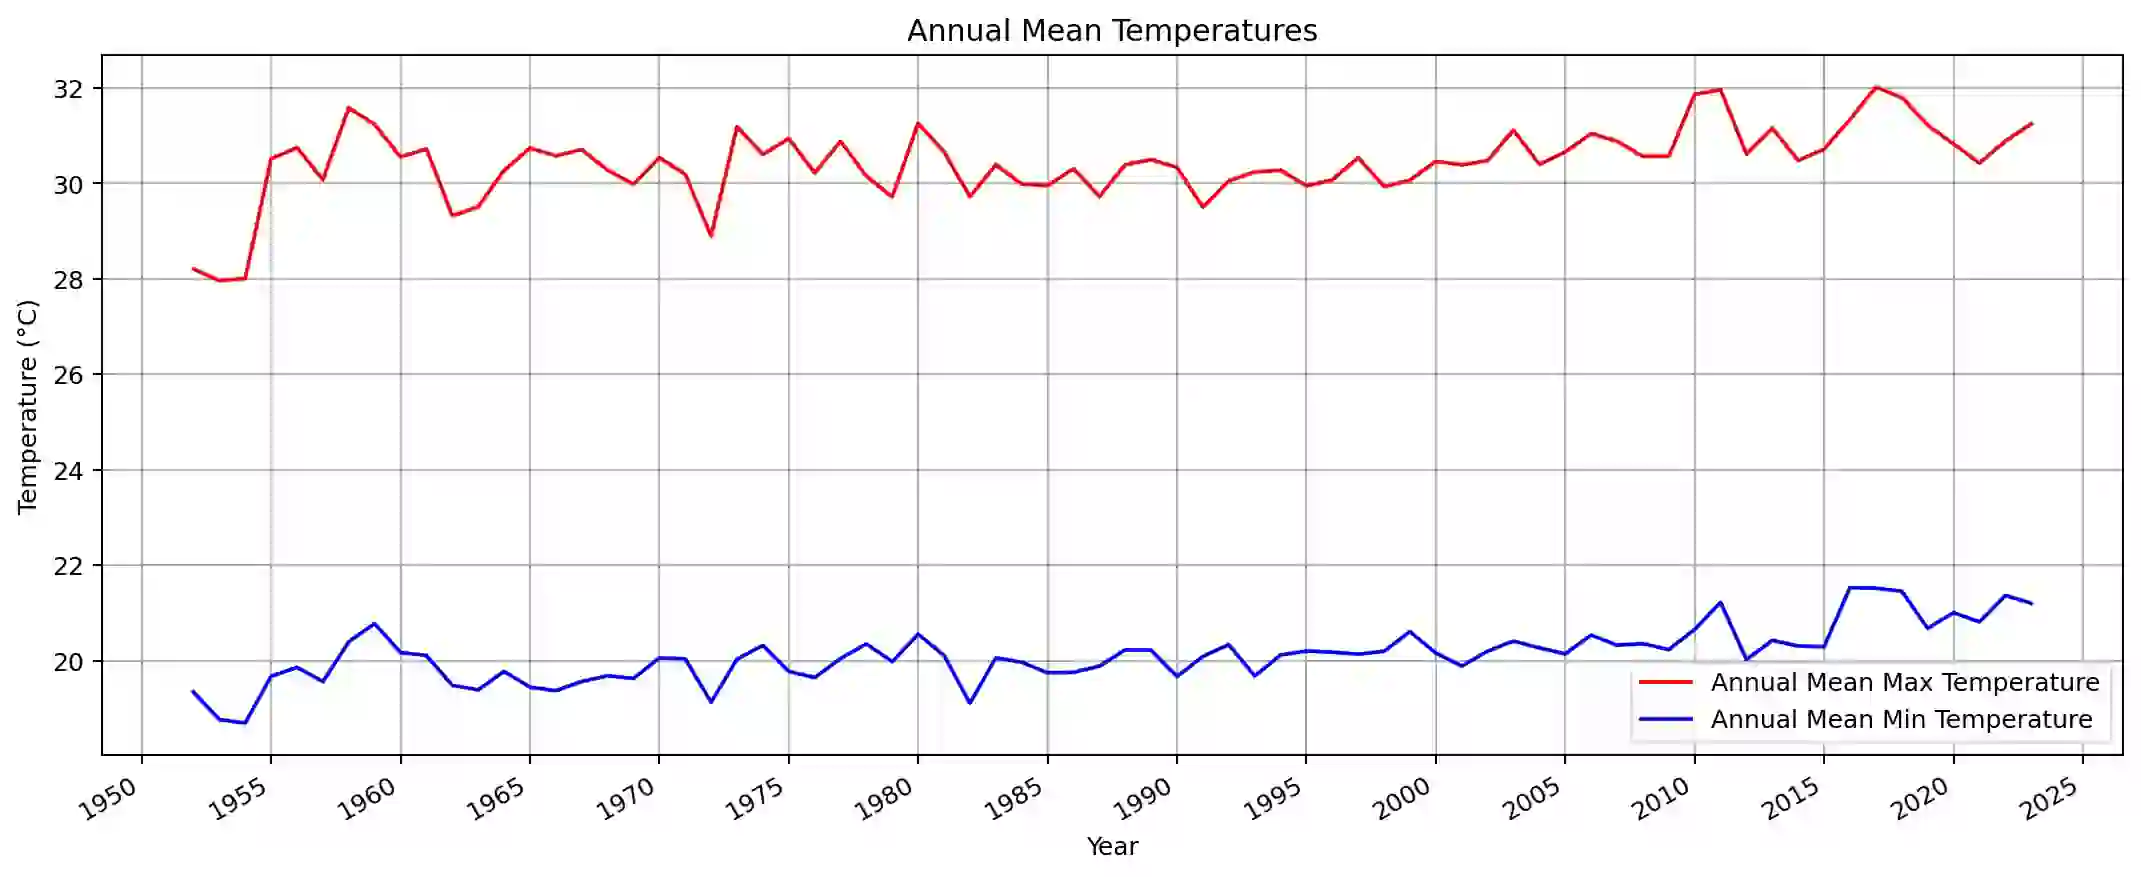 Annual Mean Temperatures
32
30
28
26
24
22
20
Temperature (°C)
Annual Mean Max Temperature
Annual Mean Min Temperature
1950 1955 1960 1965 1970 1975 1980 1985 1990 1995 2000 2005 2010 2015 2020 2025
Year